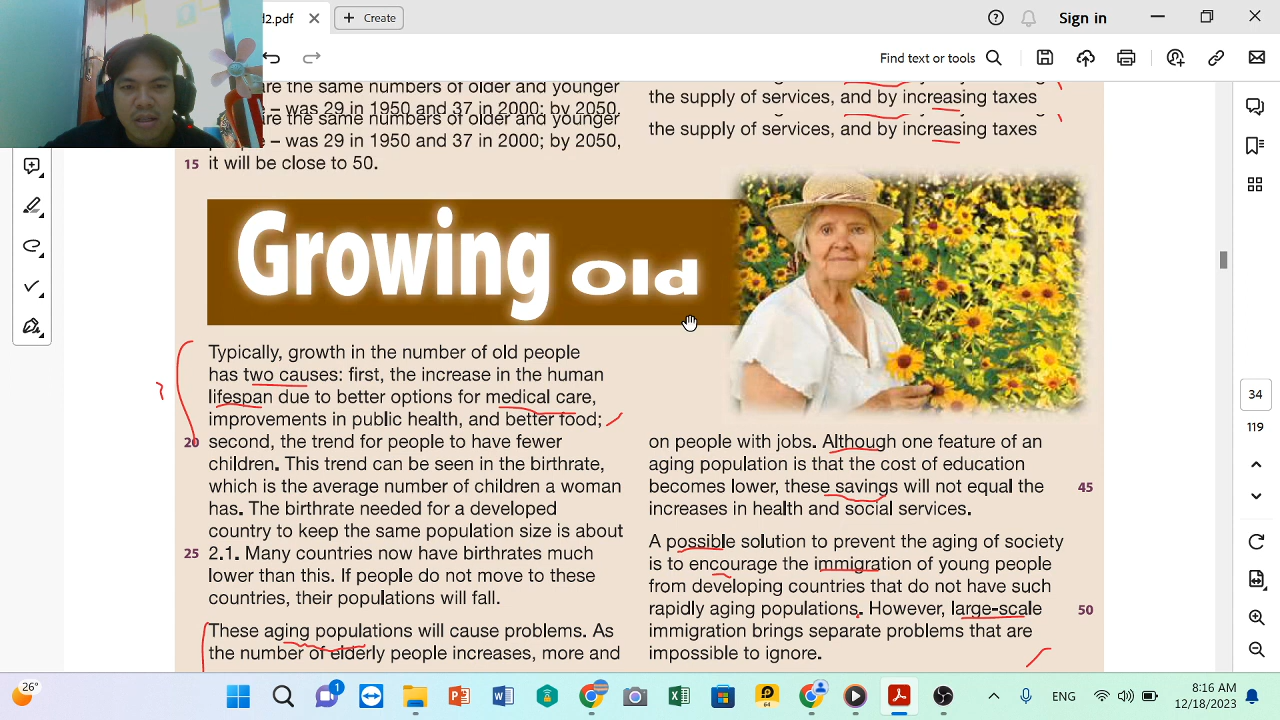 d2.pdf
Create
Sign in
Find text or tools
are the same numbers of older and younger
– was 29 in 1950 and 37 in 2000; by 2050,
are the same numbers of older and younger
– was 29 in 1950 and 37 in 2000; by 2050,
15 it will be close to 50.
the supply of services, and by increasing taxes
the supply of services, and by increasing taxes
Growing Old
Typically, growth in the number of old people
has two causes: first, the increase in the human
lifespan due to better options for medical care,
improvements in public health, and better food;
20 second, the trend for people to have fewer
children. This trend can be seen in the birthrate,
which is the average number of children a woman
has. The birthrate needed for a developed
country to keep the same population size is about
25 2.1. Many countries now have birthrates much
lower than this. If people do not move to these
countries, their populations will fall.
These aging populations will cause problems. As
the number of elderly people increases, more and
on people with jobs. Although one feature of an
aging population is that the cost of education
becomes lower, these savings will not equal the 45
increases in health and social services.
A possible solution to prevent the aging of society
is to encourage the immigration of young people
from developing countries that do not have such
rapidly aging populations. However, large-scale 50
immigration brings separate problems that are
impossible to ignore.
34
119
26°
1
64
ENG
8:16 AM
12/18/2023